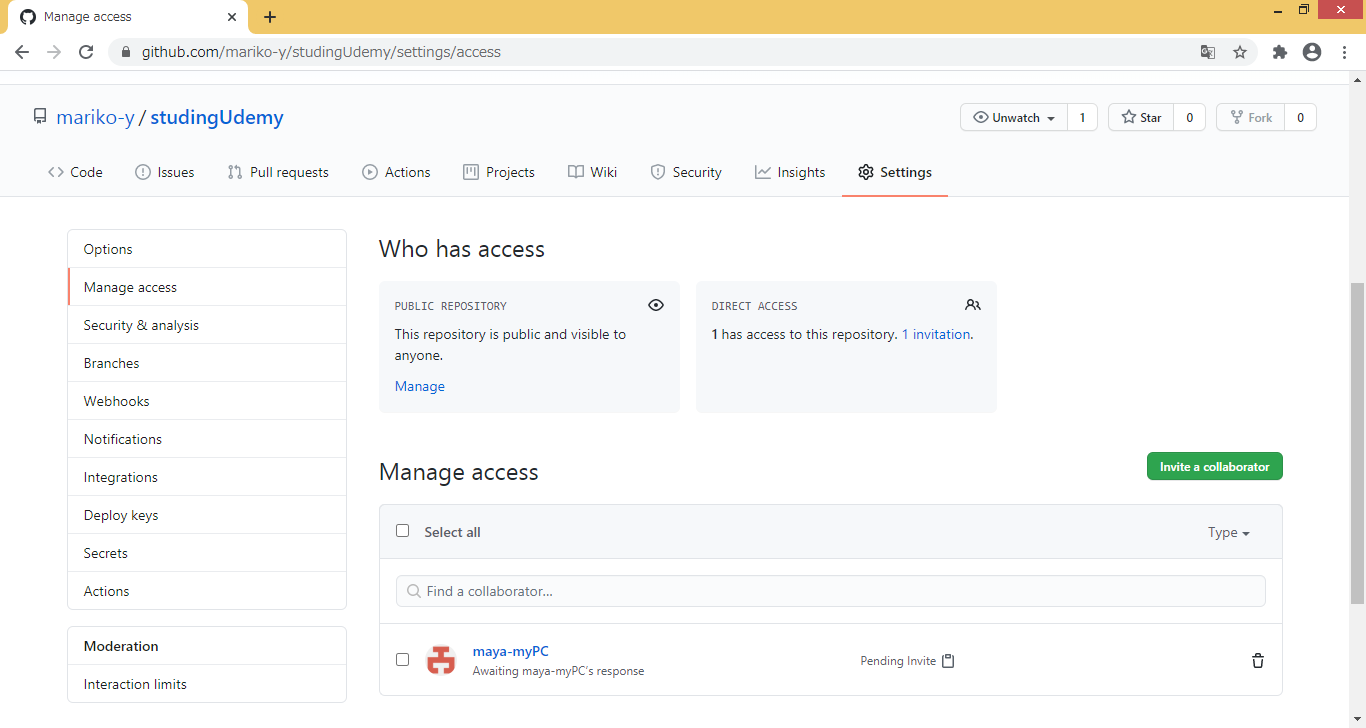 Manage access
github.com/mariko-y/studingUdemy/settings/access
mariko-y / studingUdemy
Unwatch 1
Star 0
Fork 0
Code Issues Pull requests Actions Projects Wiki Security Insights Settings
Options
Manage access
Security & analysis
Branches
Webhooks
Notifications
Integrations
Deploy keys
Secrets
Actions
Moderation
Interaction limits
Who has access
PUBLIC REPOSITORY
This repository is public and visible to
anyone.
Manage
DIRECT ACCESS
1 has access to this repository. 1 invitation.
Manage access
Invite a collaborator
Select all
Type
Find a collaborator...
maya-myPC
Awaiting maya-myPC's response
Pending Invite